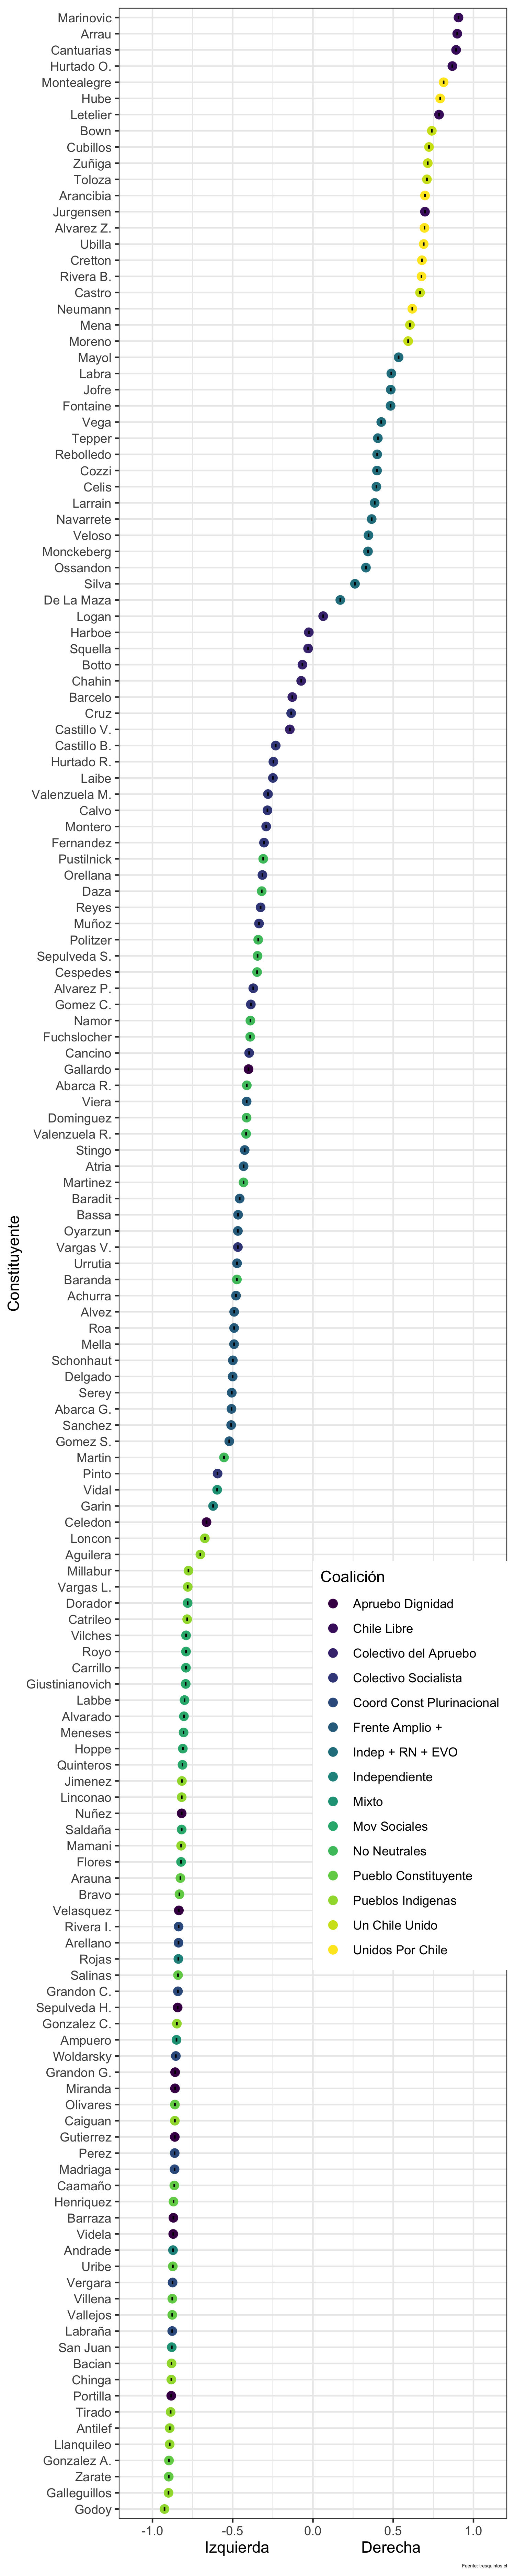 Marinovic
Arrau
Cantuarias
Hurtado O.
Montealegre
Hube
Letelier
Bown
Cubillos
Zuñiga
Toloza
Arancibia
Jurgensen
Alvarez Z.
Ubilla
Cretton
Rivera B.
Castro
Neumann
Mena
Moreno
Mayol
Labra
Jofre
Fontaine
Vega
Tepper
Rebolledo
Cozzi
Celis
Larrain
Navarrete
Veloso
Monckeberg
Ossandon
Silva
De La Maza
Logan
Harboe
Squella
Botto
Chahin
Barcelo
Cruz
Castillo V.
Castillo B.
Hurtado R.
Laibe
Valenzuela M.
Calvo
Montero
Fernandez
Pustilnick
Orellana
Daza
Reyes
Muñoz
Politzer
Sepulveda S.
Cespedes
Alvarez P.
Gomez C.
Namor
Fuchslocher
Cancino
Gallardo
Abarca R.
Viera
Dominguez
Valenzuela R.
Stingo
Atria
Martinez
Baradit
Bassa
Oyarzun
Vargas V.
Urrutia
Baranda
Achurra
Alvez
Roa
Mella
Schonhaut
Delgado
Serey
Abarca G.
Sanchez
Gomez S.
Martin
Pinto
Vidal
Garin
Celedon
Loncon
Aguilera
Millabur
Vargas L.
Dorador
Catrileo
Vilches
Royo
Carrillo
Giustinianovich
Labbe
Alvarado
Meneses
Hoppe
Quinteros
Jimenez
Linconao
Nuñez
Saldaña
Mamani
Flores
Arauna
Bravo
Velasquez
Rivera I.
Arellano
Rojas
Salinas
Grandon C.
Sepulveda H.
Gonzalez C.
Ampuero
Woldarsky
Grandon G.
Miranda
Olivares
Caiguan
Gutierrez
Perez
Madriaga
Caamaño
Henriquez
Barraza
Videla
Andrade
Uribe
Vergara
Villena
Vallejos
Labraña
San Juan
Bacian
Chinga
Portilla
Tirado
Antilef
Llanquileo
Gonzalez A.
Zarate
Galleguillos
Godoy
Constituyente
Coalición
Apruebo Dignidad
Chile Libre
Colectivo del Apruebo
Colectivo Socialista
Coord Const Plurinacional
Frente Amplio +
Indep + RN + EVO
Independiente
Mixto
Mov Sociales
No Neutrales
Pueblo Constituyente
Pueblos Indigenas
Un Chile Unido
Unidos Por Chile
-1.0 -0.5 0.0 0.5 1.0
Izquierda Derecha
Fuente: tresquintos.cl